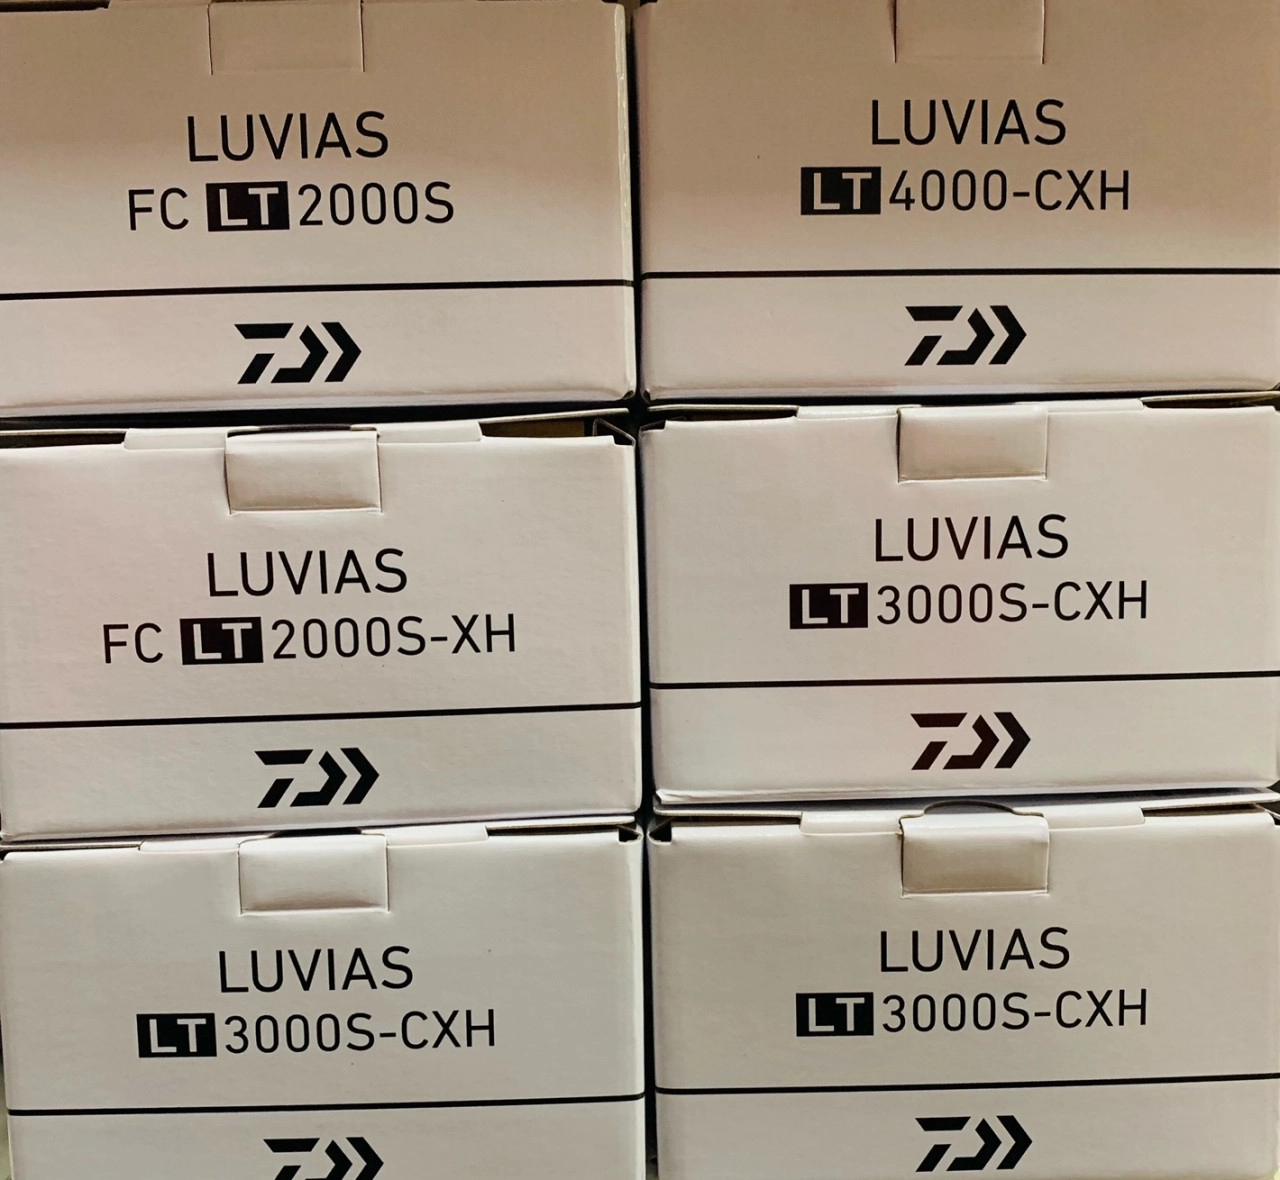 LUVIAS
FC LT 2000S
LUVIAS
LT 4000-CXH
LUVIAS
FC LT 2000S-XH
LUVIAS
LT 3000S-CXH
LUVIAS
LT 3000S-CXH
LUVIAS
LT 3000S-CXH